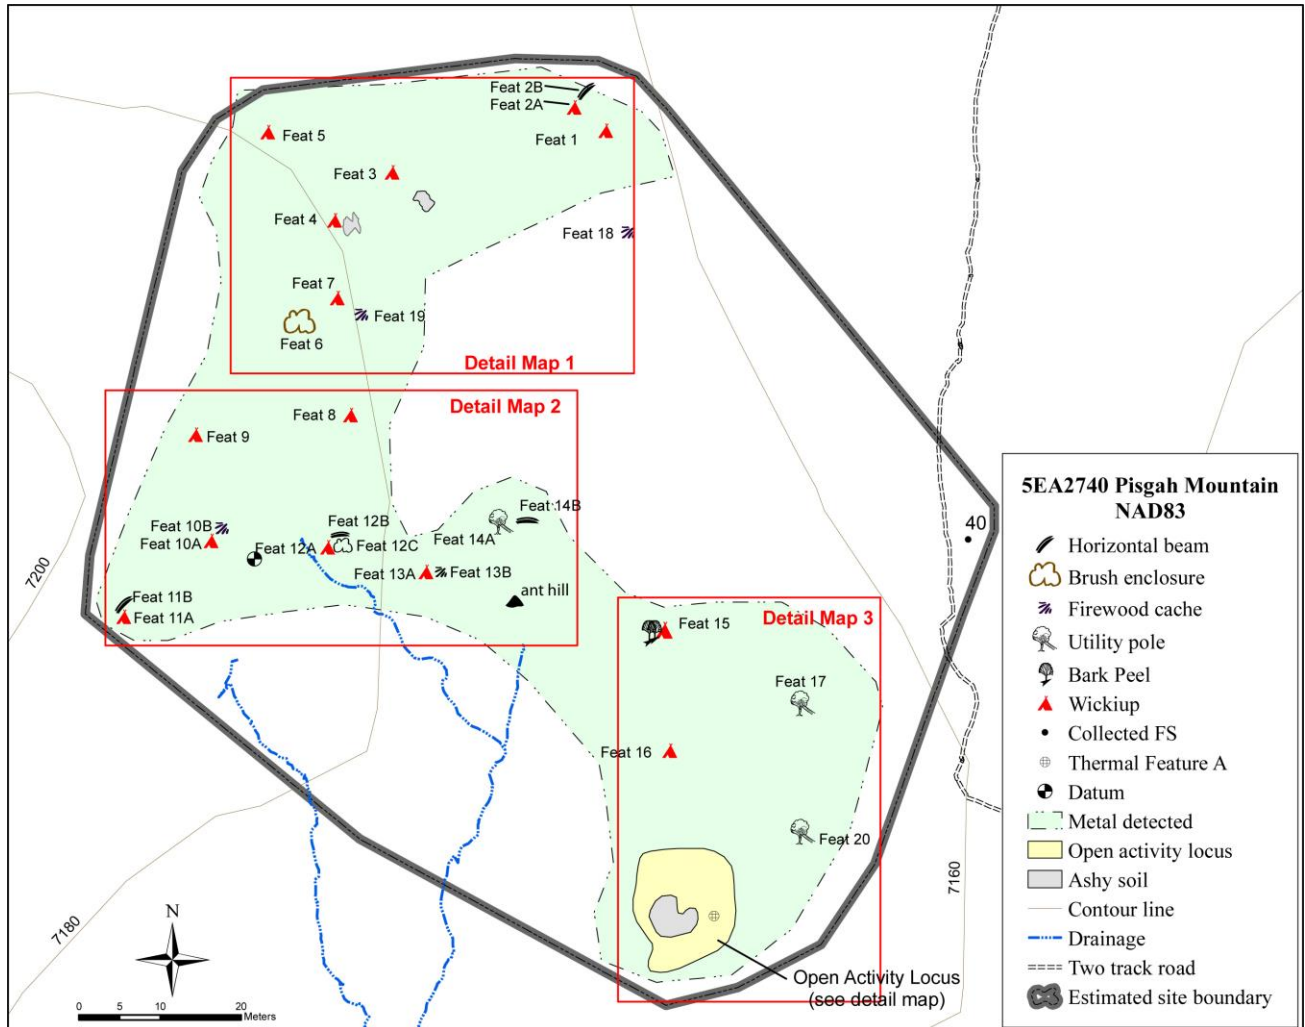 Feat 2B
Feat 2A
Feat 5
Feat 1
Feat 3
Feat 4
Feat 18
Feat 7
Feat 19
Feat 6
Detail Map 1
Detail Map 2
Feat 8
Feat 9
Feat 10B
Feat 10A
Feat 12B
Feat 12A
Feat 12C
Feat 14B
Feat 14A
Feat 13A
Feat 13B
ant hill
Feat 11B
Feat 11A
Detail Map 3
Feat 15
Feat 17
Feat 16
Feat 20
40
7200
7180
7160
Open Activity Locus
(see detail map)
N
0 5 10 20
Meters
5EA2740 Pisgah Mountain
NAD83
Horizontal beam
Brush enclosure
Firewood cache
Utility pole
Bark Peel
Wickiup
Collected FS
Thermal Feature A
Datum
Metal detected
Open activity locus
Ashy soil
Contour line
Drainage
Two track road
Estimated site boundary